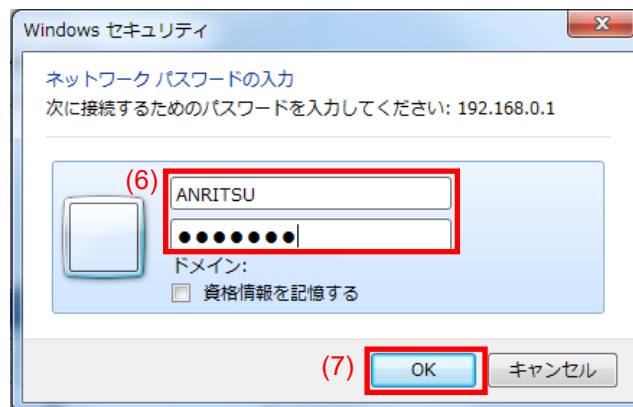 Windows セキュリティ
ネットワーク パスワードの入力
次に接続するためのパスワードを入力してください: 192.168.0.1
(6)
ANRITSU
●●●●●●●
ドメイン:
資格情報を記憶する
(7)
OK
キャンセル